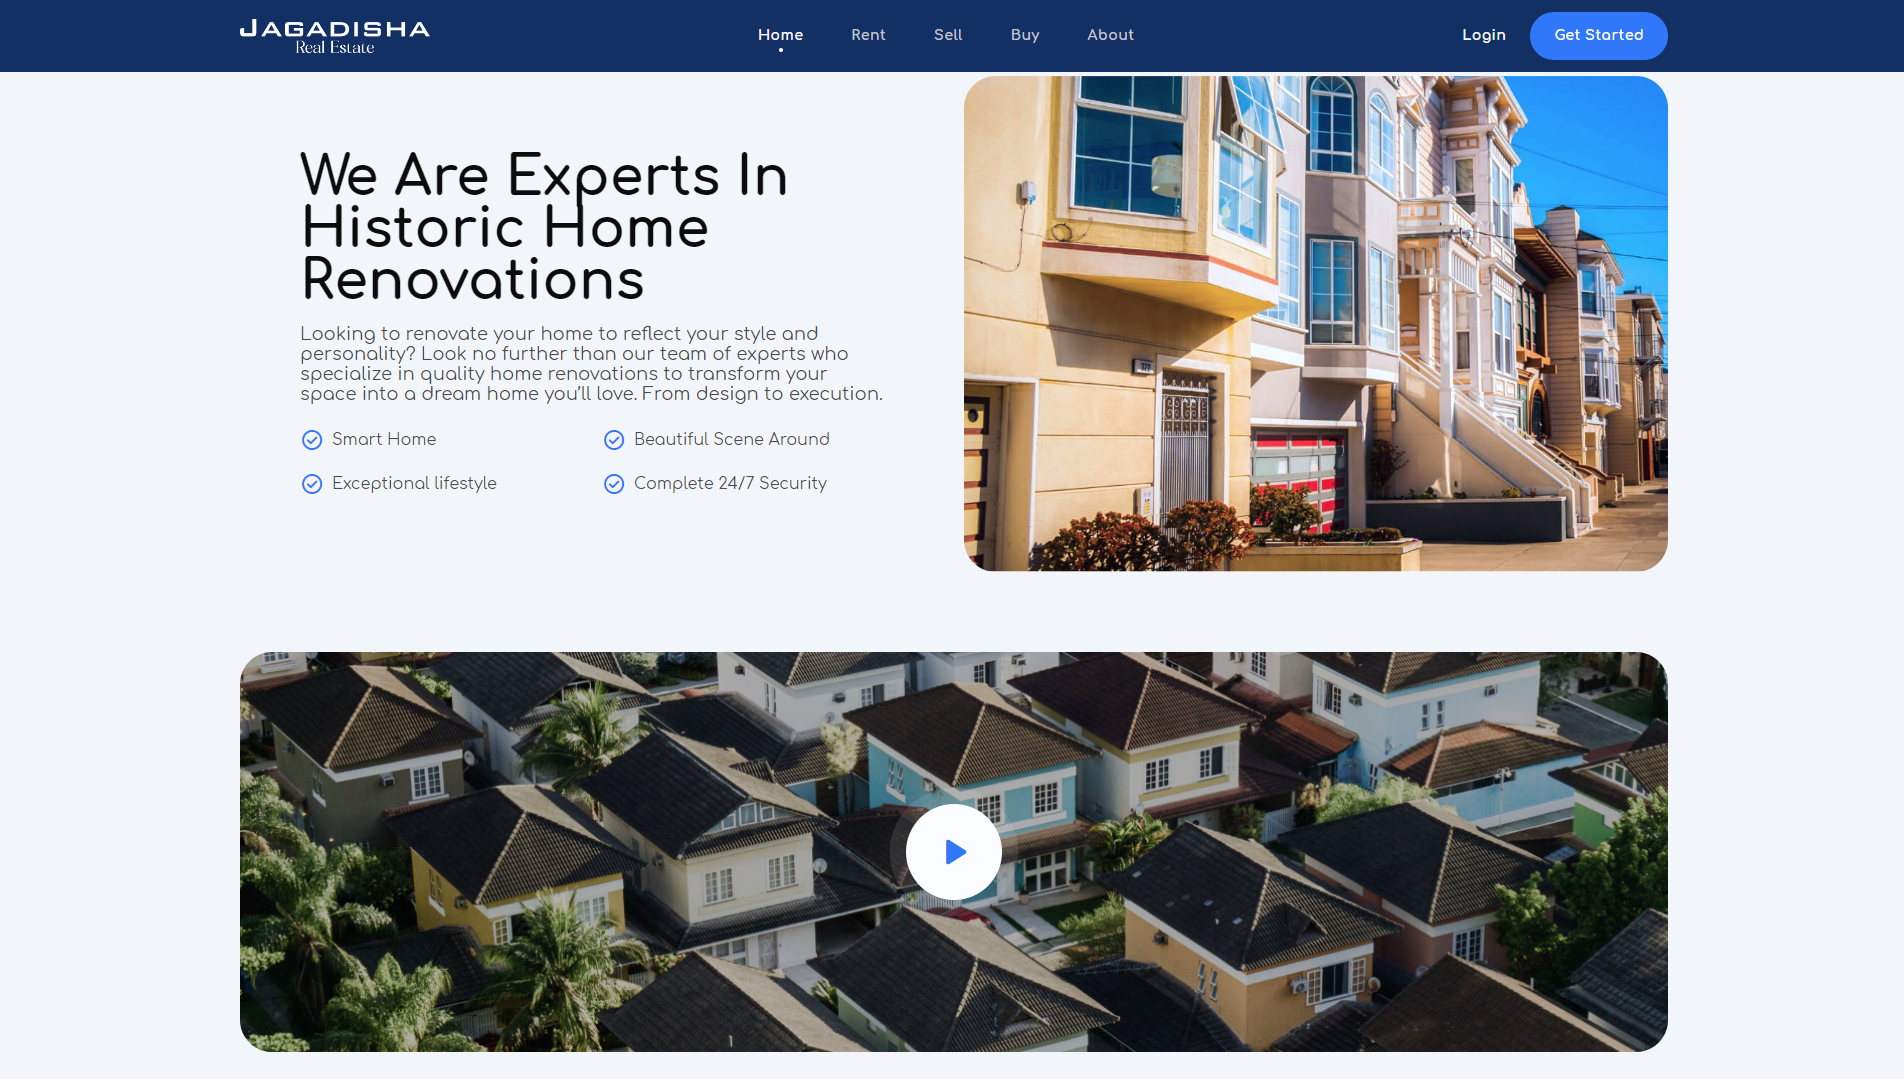 JAGADISHA
Real Estate
Home
Rent
Sell
Buy
About
Login
Get Started
We Are Experts In
Historic Home
Renovations
Looking to renovate your home to reflect your style and
personality? Look no further than our team of experts who
specialize in quality home renovations to transform your
space into a dream home you'll love. From design to execution.
Smart Home
Beautiful Scene Around
Exceptional lifestyle
Complete 24/7 Security